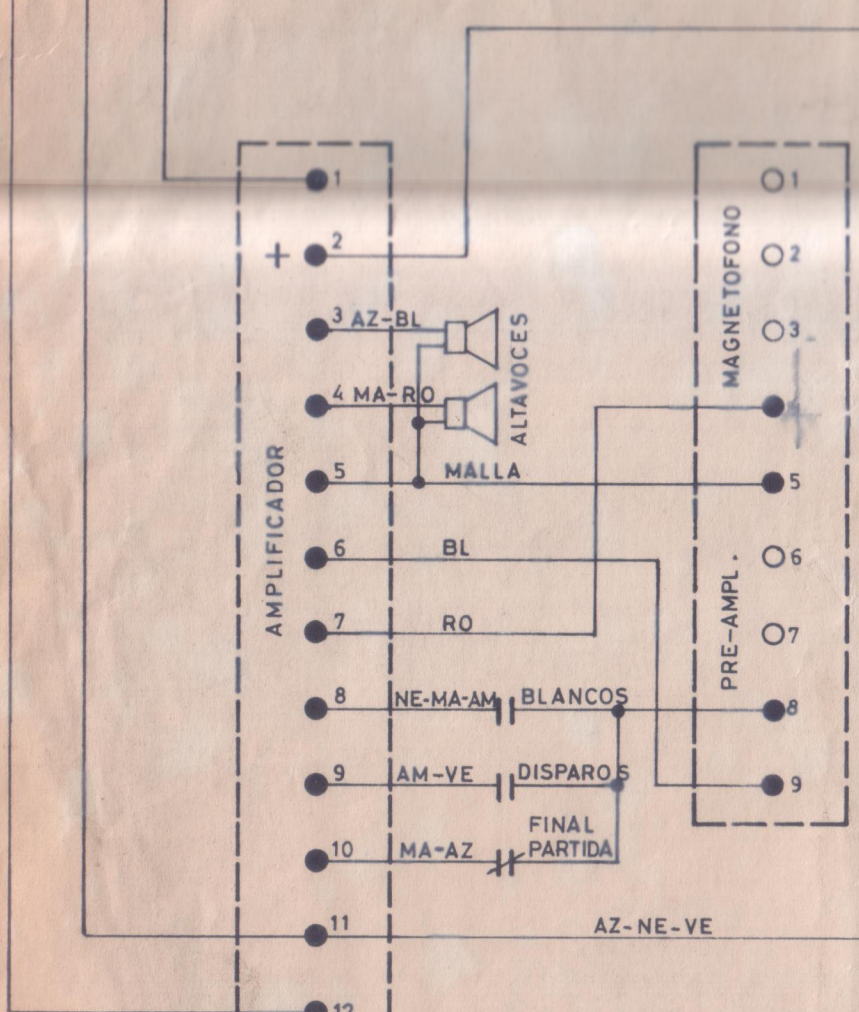 1
+ 2
3 AZ-BL
4 MA-RO
ALTAVOCES
5 MALLA
AMPLIFICADOR
6 BL
7 RO
8 NE-MA-AM BLANCOS
9 AM-VE DISPAROS
FINAL
10 MA-AZ PARTIDA
11 AZ-NE-VE
12
1
MAGNETOFONO
2
3
5
PRE-AMPL.
6
7
8
9